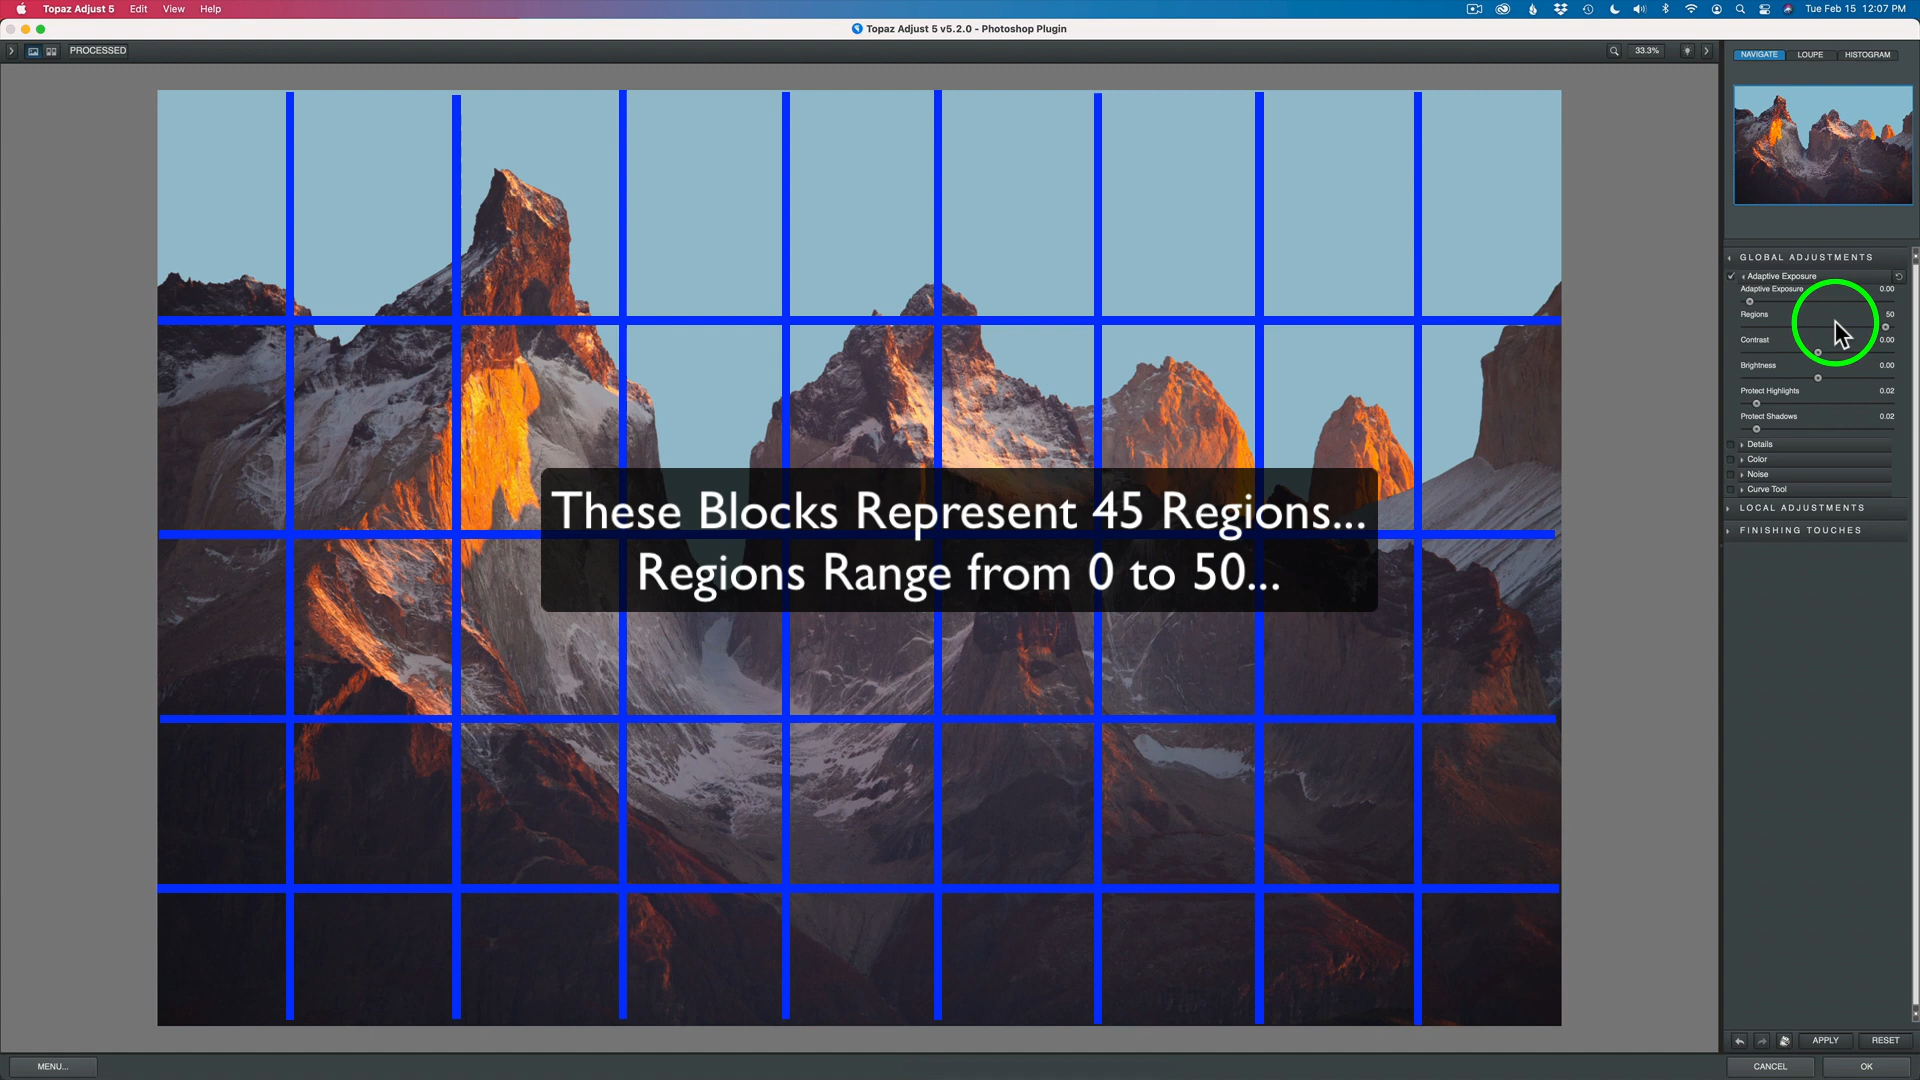 Topaz Adjust 5 Edit View Help Tue Feb 15 12:07 PM
Topaz Adjust 5 v5.2.0 - Photoshop Plugin
PROCESSED 33.3%
NAVIGATE LOUPE HISTOGRAM
GLOBAL ADJUSTMENTS
Adaptive Exposure
Adaptive Exposure 0.00
Regions 50
Contrast 0.00
Brightness 0.00
Protect Highlights 0.02
Protect Shadows 0.02
Details
Color
Noise
Curve Tool
LOCAL ADJUSTMENTS
FINISHING TOUCHES
These Blocks Represent 45 Regions...
Regions Range from 0 to 50...
APPLY RESET
MENU... CANCEL OK